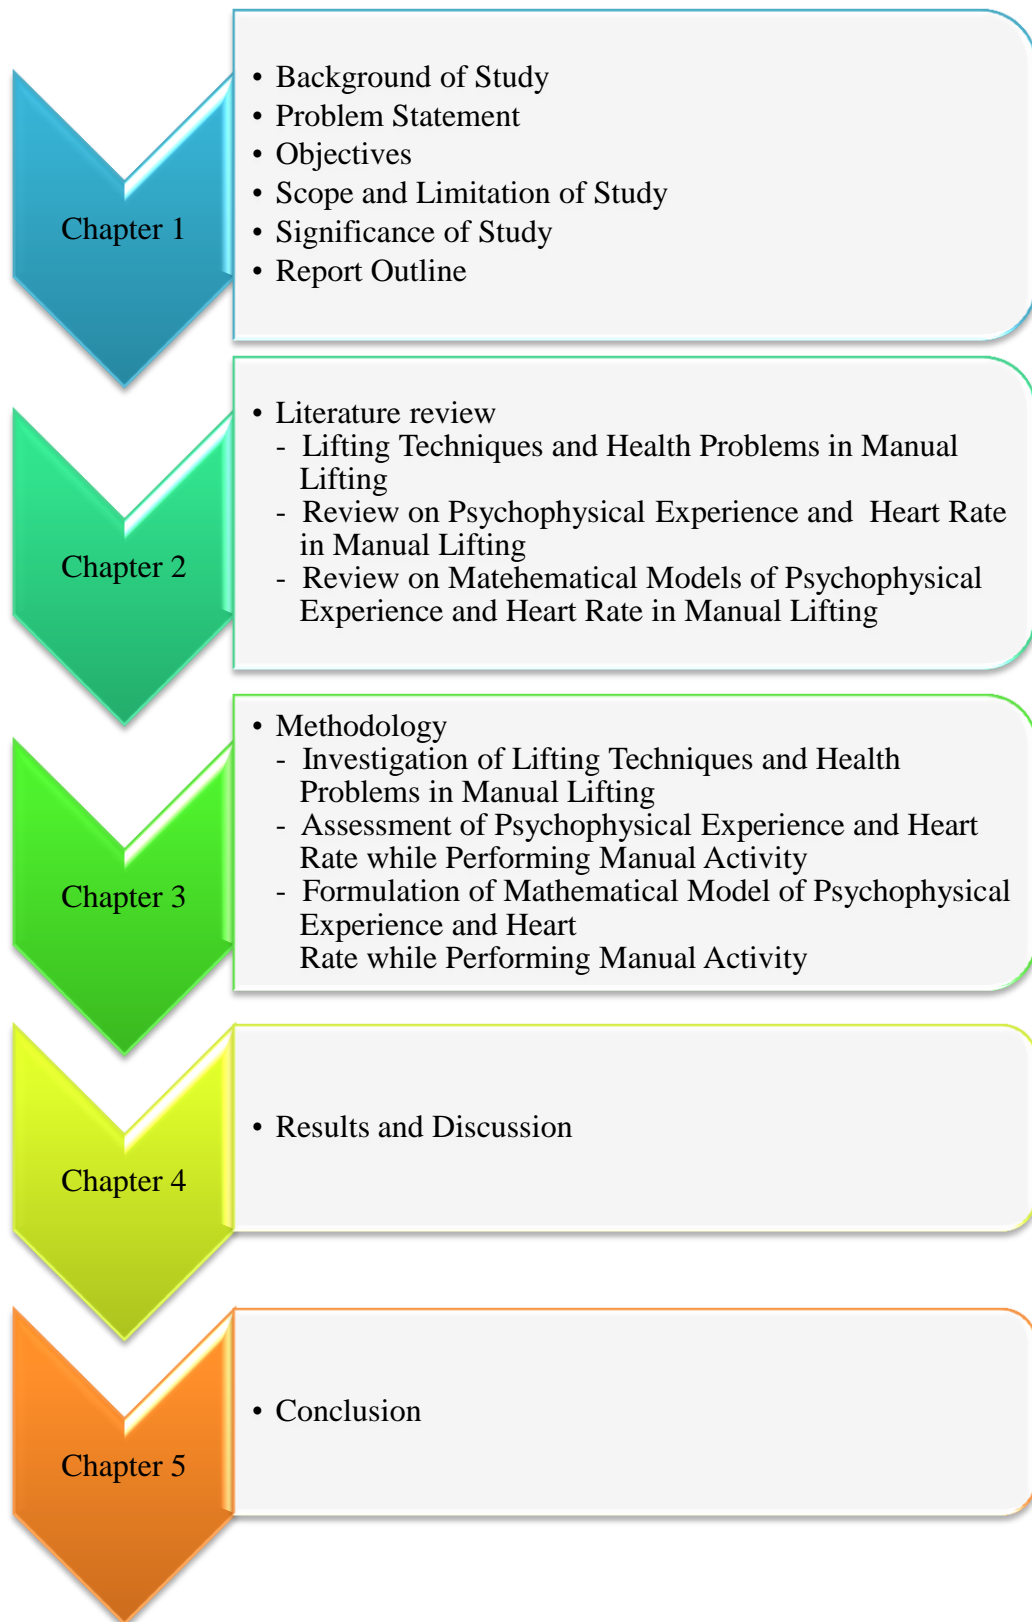 Chapter 1
• Background of Study
• Problem Statement
• Objectives
• Scope and Limitation of Study
• Significance of Study
• Report Outline
Chapter 2
• Literature review
- Lifting Techniques and Health Problems in Manual
Lifting
- Review on Psychophysical Experience and Heart Rate
in Manual Lifting
- Review on Matehematical Models of Psychophysical
Experience and Heart Rate in Manual Lifting
Chapter 3
• Methodology
- Investigation of Lifting Techniques and Health
Problems in Manual Lifting
- Assessment of Psychophysical Experience and Heart
Rate while Performing Manual Activity
- Formulation of Mathematical Model of Psychophysical
Experience and Heart
Rate while Performing Manual Activity
Chapter 4
• Results and Discussion
Chapter 5
• Conclusion